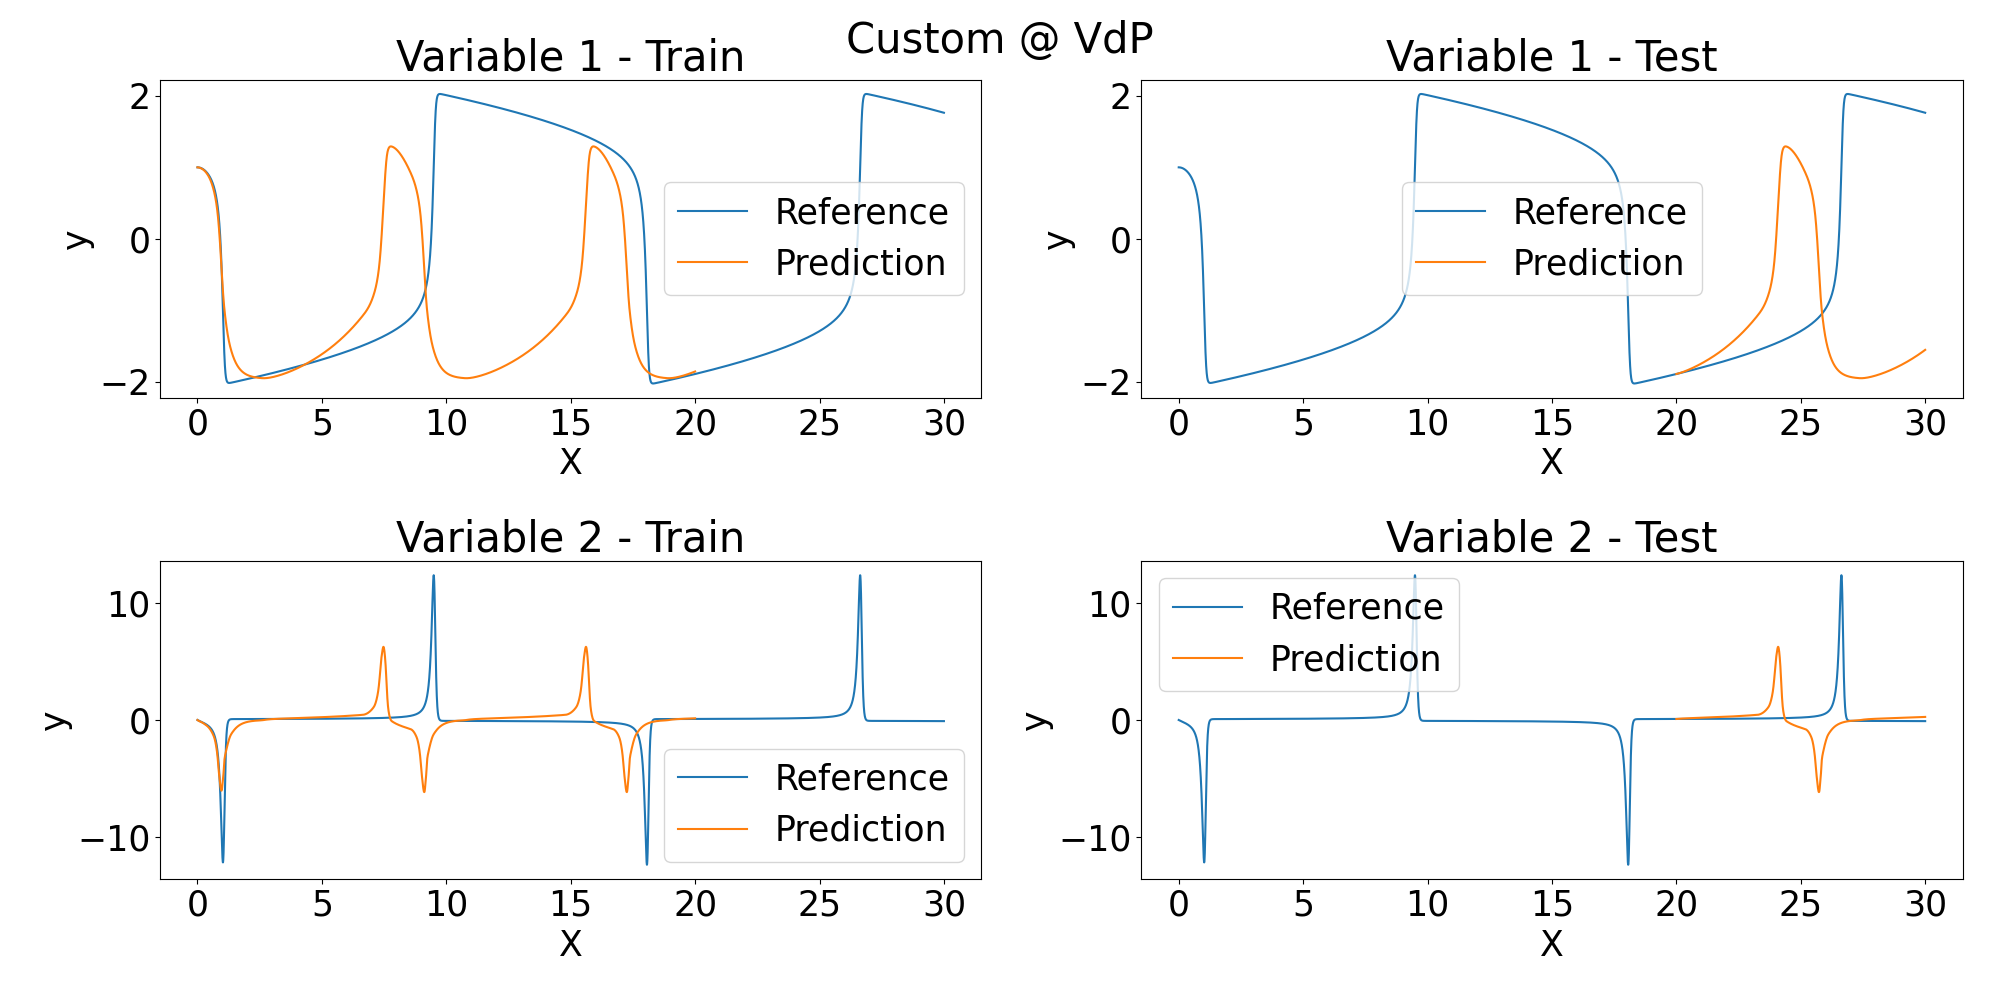 Custom @ VdP
Variable 1 - Train
2
0
−2
y
0 5 10 15 20 25 30
X
Reference
Prediction
Variable 1 - Test
2
0
−2
y
0 5 10 15 20 25 30
X
Reference
Prediction
Variable 2 - Train
10
0
−10
y
0 5 10 15 20 25 30
X
Reference
Prediction
Variable 2 - Test
10
0
−10
y
0 5 10 15 20 25 30
X
Reference
Prediction